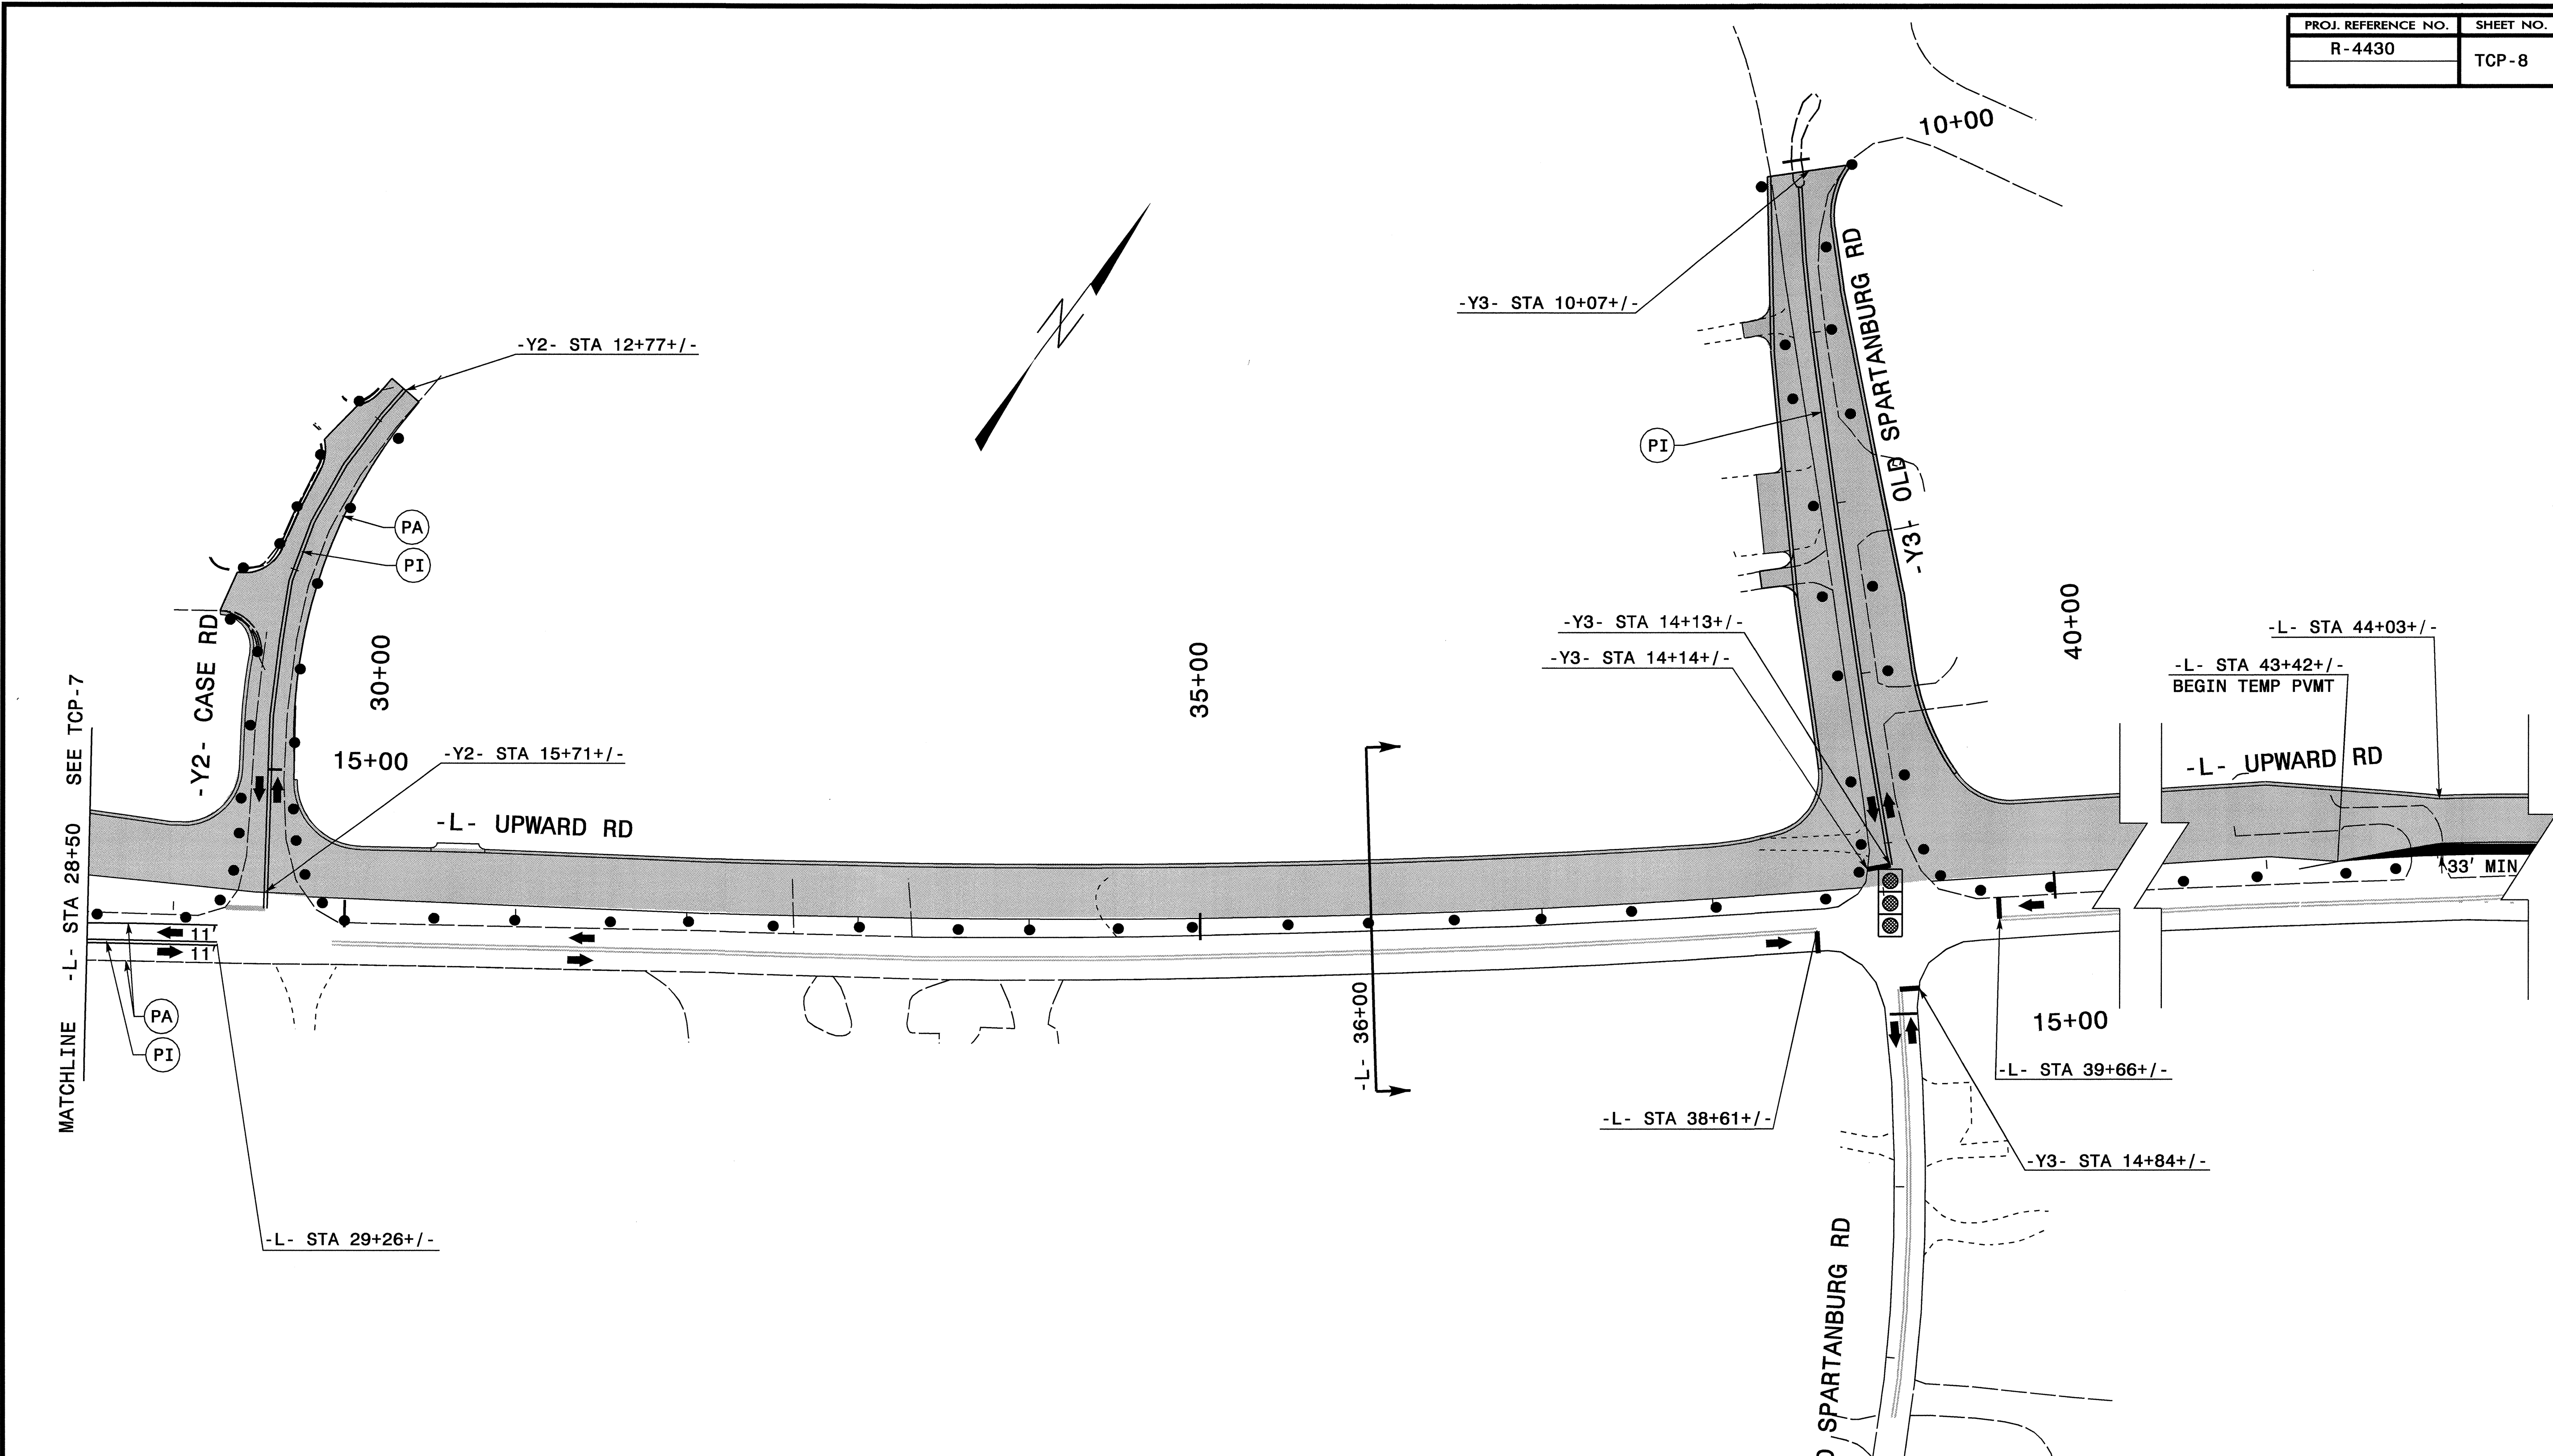 PROJ. REFERENCE NO.
SHEET NO.
R-4430
TCP-8
10+00
-Y3- STA 10+07+/-
-Y2- STA 12+77+/-
-Y3- OLD SPARTANBURG RD
PI
PA
PI
-Y2- CASE RD
30+00
35+00
40+00
-Y3- STA 14+13+/-
-Y3- STA 14+14+/-
-L- STA 44+03+/-
-L- STA 43+42+/-
BEGIN TEMP PVMT
MATCHLINE -L- STA 28+50 SEE TCP-7
15+00
-Y2- STA 15+71+/-
-L- UPWARD RD
-L- UPWARD RD
33' MIN
11'
11'
PA
PI
-L- 36+00
15+00
-L- STA 39+66+/-
-L- STA 38+61+/-
-Y3- STA 14+84+/-
-L- STA 29+26+/-
SPARTANBURG RD